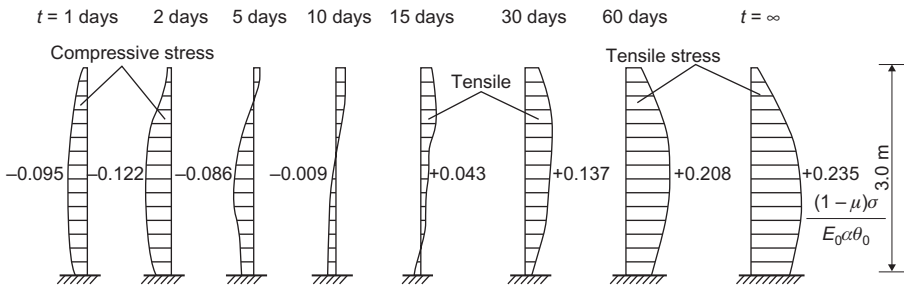 t = 1 days 2 days 5 days 10 days 15 days 30 days 60 days t = ∞
Compressive stress Tensile Tensile stress
–0.095 –0.122 –0.086 –0.009 +0.043 +0.137 +0.208 +0.235
(1 – μ)σ
E₀αθ₀
3.0 m